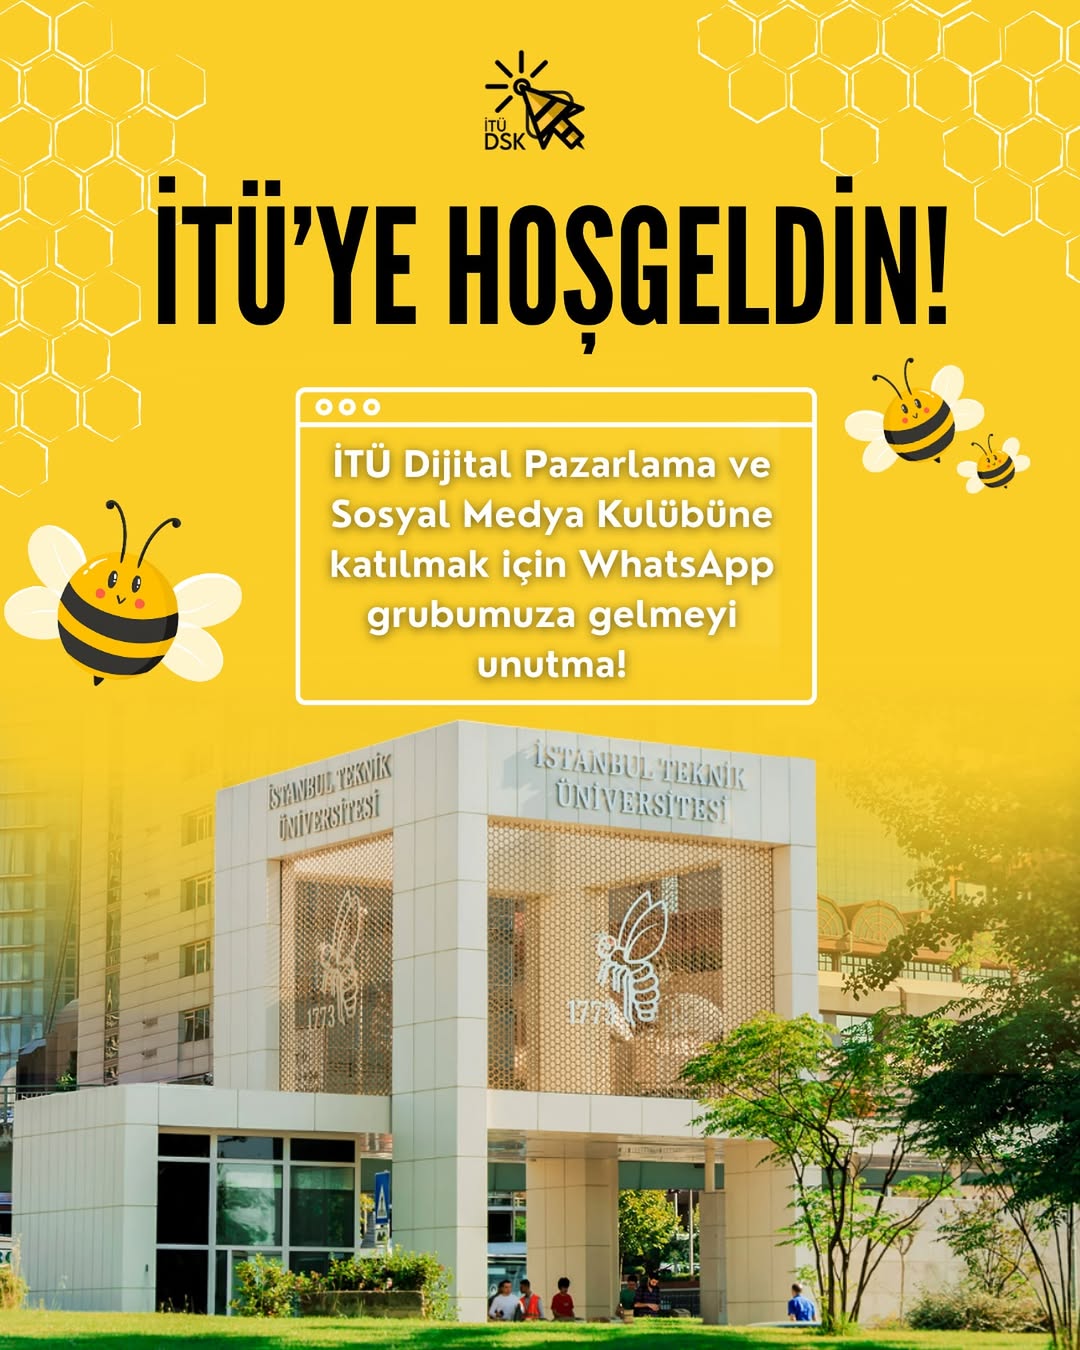 İTÜ
DSK
İTÜ'YE HOŞGELDİN!
İTÜ Dijital Pazarlama ve
Sosyal Medya Kulübüne
katılmak için WhatsApp
grubumuza gelmeyi
unutma!
İSTANBUL TEKNİK
ÜNİVERSİTESİ
İSTANBUL TEKNİK
ÜNİVERSİTESİ
1773
1773